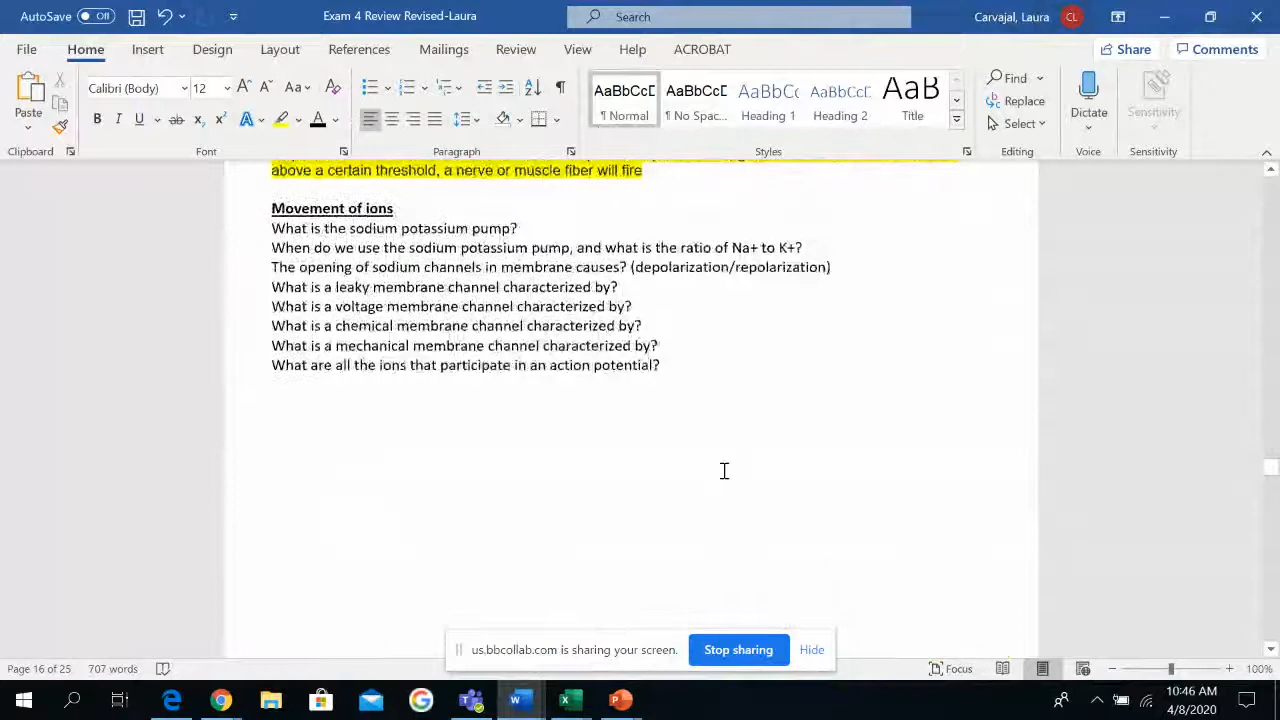 AutoSave Off
Exam 4 Review Revised-Laura
Search
Carvajal, Laura CL
File Home Insert Design Layout References Mailings Review View Help ACROBAT
Share Comments
Paste
Calibri (Body) 12
AaBbCcD AaBbCcD AaBbCc AaBbCcD AaB
¶ Normal ¶ No Spac... Heading 1 Heading 2 Title
Find
Replace
Select
Dictate
Sensitivity
Clipboard Font Paragraph Styles Editing Voice Sensitivity
above a certain threshold, a nerve or muscle fiber will fire
Movement of ions
What is the sodium potassium pump?
When do we use the sodium potassium pump, and what is the ratio of Na+ to K+?
The opening of sodium channels in membrane causes? (depolarization/repolarization)
What is a leaky membrane channel characterized by?
What is a voltage membrane channel characterized by?
What is a chemical membrane channel characterized by?
What is a mechanical membrane channel characterized by?
What are all the ions that participate in an action potential?
us.bbcollab.com is sharing your screen. Stop sharing Hide
Page 16 of 25 707 words
Focus
100%
10:46 AM
4/8/2020